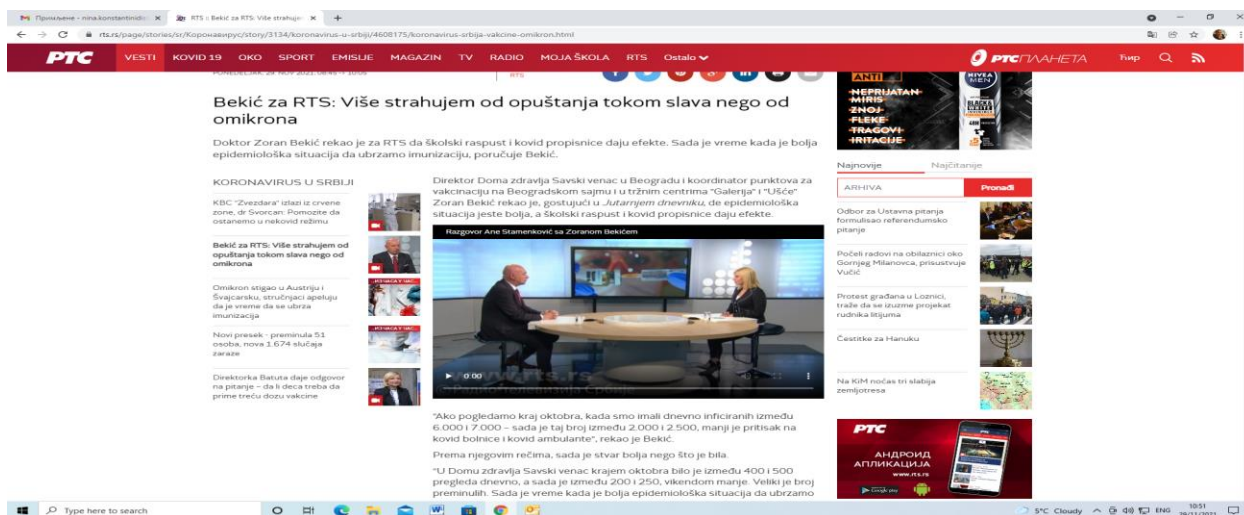 RTS :: Bekić za RTS: Više strahujem
rts.rs/page/stories/sr/Коронавирус/story/3134/koronavirus-u-srbiji/4608175/koronavirus-srbija-vakcine-omikron.html
РТС VESTI KOVID 19 OKO SPORT EMISIJE MAGAZIN TV RADIO MOJA ŠKOLA RTS Ostalo РТС ПЛАНЕТА Ћир
PONEDELJAK, 29. NOV 2021,
RTS
Bekić za RTS: Više strahujem od opuštanja tokom slava nego od
omikrona
Doktor Zoran Bekić rekao je za RTS da školski raspust i kovid propisnice daju efekte. Sada je vreme kada je bolja
epidemiološka situacija da ubrzamo imunizaciju, poručuje Bekić.
KORONAVIRUS U SRBIJI
KBC "Zvezdara" izlazi iz crvene
zone, dr Svorcan: Pomozite da
ostanemo u nekovid režimu
Bekić za RTS: Više strahujem od
opuštanja tokom slava nego od
omikrona
Omikron stigao u Austriju i
Švajcarsku, stručnjaci apeluju
da je vreme da se ubrza
imunizacija
Novi presek - preminula 51
osoba, nova 1.674 slučaja
zaraze
Direktorka Batuta daje odgovor
na pitanje – da li deca treba da
prime treću dozu vakcine
Direktor Doma zdravlja Savski venac u Beogradu i koordinator punktova za
vakcinaciju na Beogradskom sajmu i u tržnim centrima "Galerija" i "Ušće"
Zoran Bekić rekao je, gostujući u Jutarnjem dnevniku, de epidemiološka
situacija jeste bolja, a školski raspust i kovid propisnice daju efekte.
Razgovor Ane Stamenković sa Zoranom Bekićem
0:00
www.rts.rs
"Ako pogledamo kraj oktobra, kada smo imali dnevno inficiranih između
6.000 i 7.000 – sada je taj broj između 2.000 i 2.500, manji je pritisak na
kovid bolnice i kovid ambulante", rekao je Bekić.
Prema njegovim rečima, sada je stvar bolja nego što je bila.
"U Domu zdravlja Savski venac krajem oktobra bilo je između 400 i 500
pregleda dnevno, a sada je između 200 i 250, vikendom manje. Veliki je broj
preminulih. Sada je vreme kada je bolja epidemiološka situacija da ubrzamo
ANTI
NEPRIJATAN
MIRIS
ZNOJ
FLEKE
TRAGOVI
IRITACIJE
NIVEA
MEN
Najnovije Najčitanije
ARHIVA Pronađi
Odbor za Ustavna pitanja
formulisao referendumsko
pitanje
Počeli radovi na obilaznici oko
Gornjeg Milanovca, prisustvuje
Vučić
Protest građana u Loznici,
traže da se izuzme projekat
rudnika litijuma
Čestitke za Hanuku
Na KiM noćas tri slabija
zemljotresa
РТС
АНДРОИД
АПЛИКАЦИЈА
www.rts.rs
Google play
Type here to search 5°C Cloudy ENG 10:51
29/11/2021